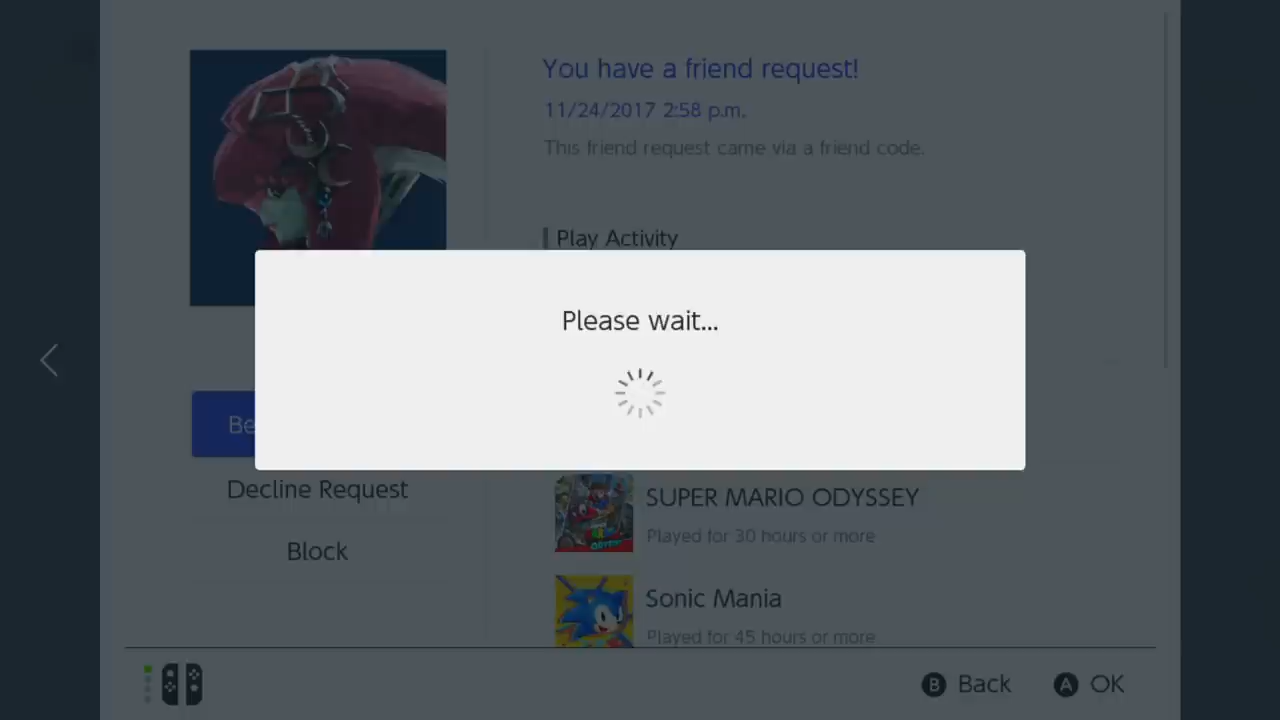 You have a friend request!
11/24/2017 2:58 p.m.
This friend request came via a friend code.
Play Activity
Please wait...
Be
Decline Request
Block
SUPER MARIO ODYSSEY
Played for 30 hours or more
Sonic Mania
Played for 45 hours or more
B Back
A OK